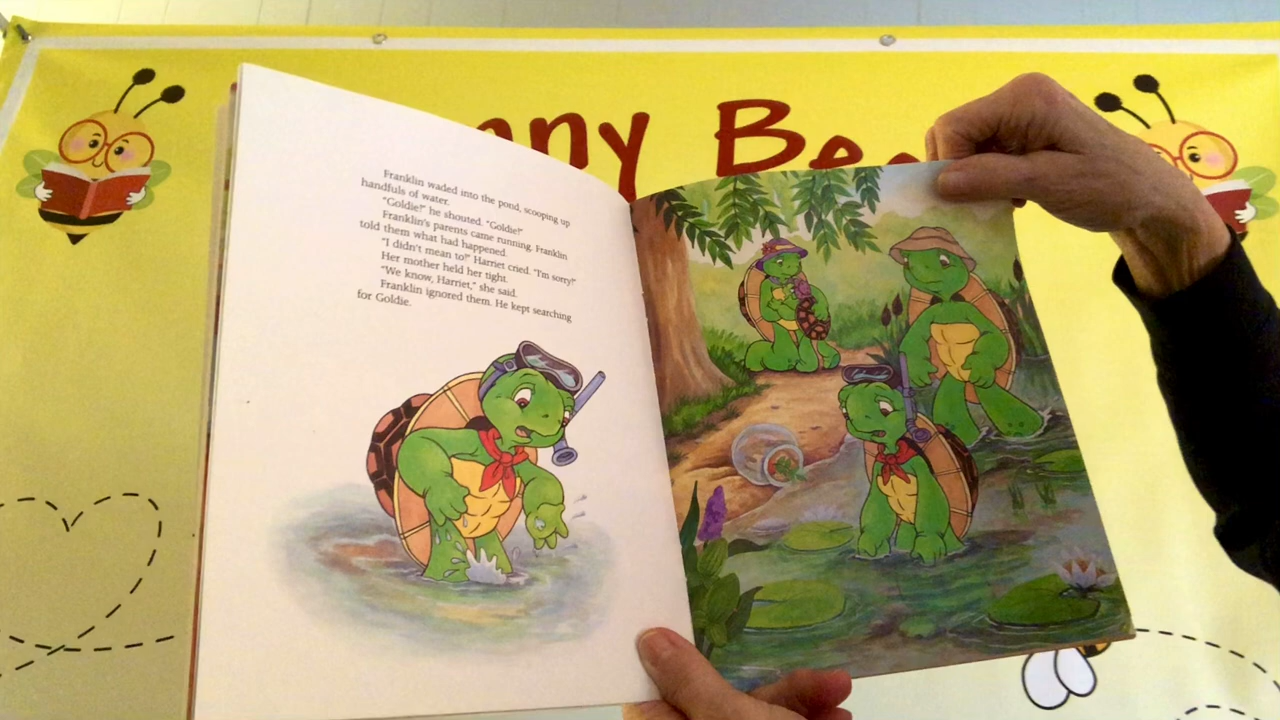 nny Bee
Franklin waded into the pond, scooping up
handfuls of water.
"Goldie!" he shouted. "Goldie!"
Franklin's parents came running. Franklin
told them what had happened.
"I didn't mean to!" Harriet cried. "I'm sorry!"
Her mother held her tight.
"We know, Harriet," she said.
Franklin ignored them. He kept searching
for Goldie.